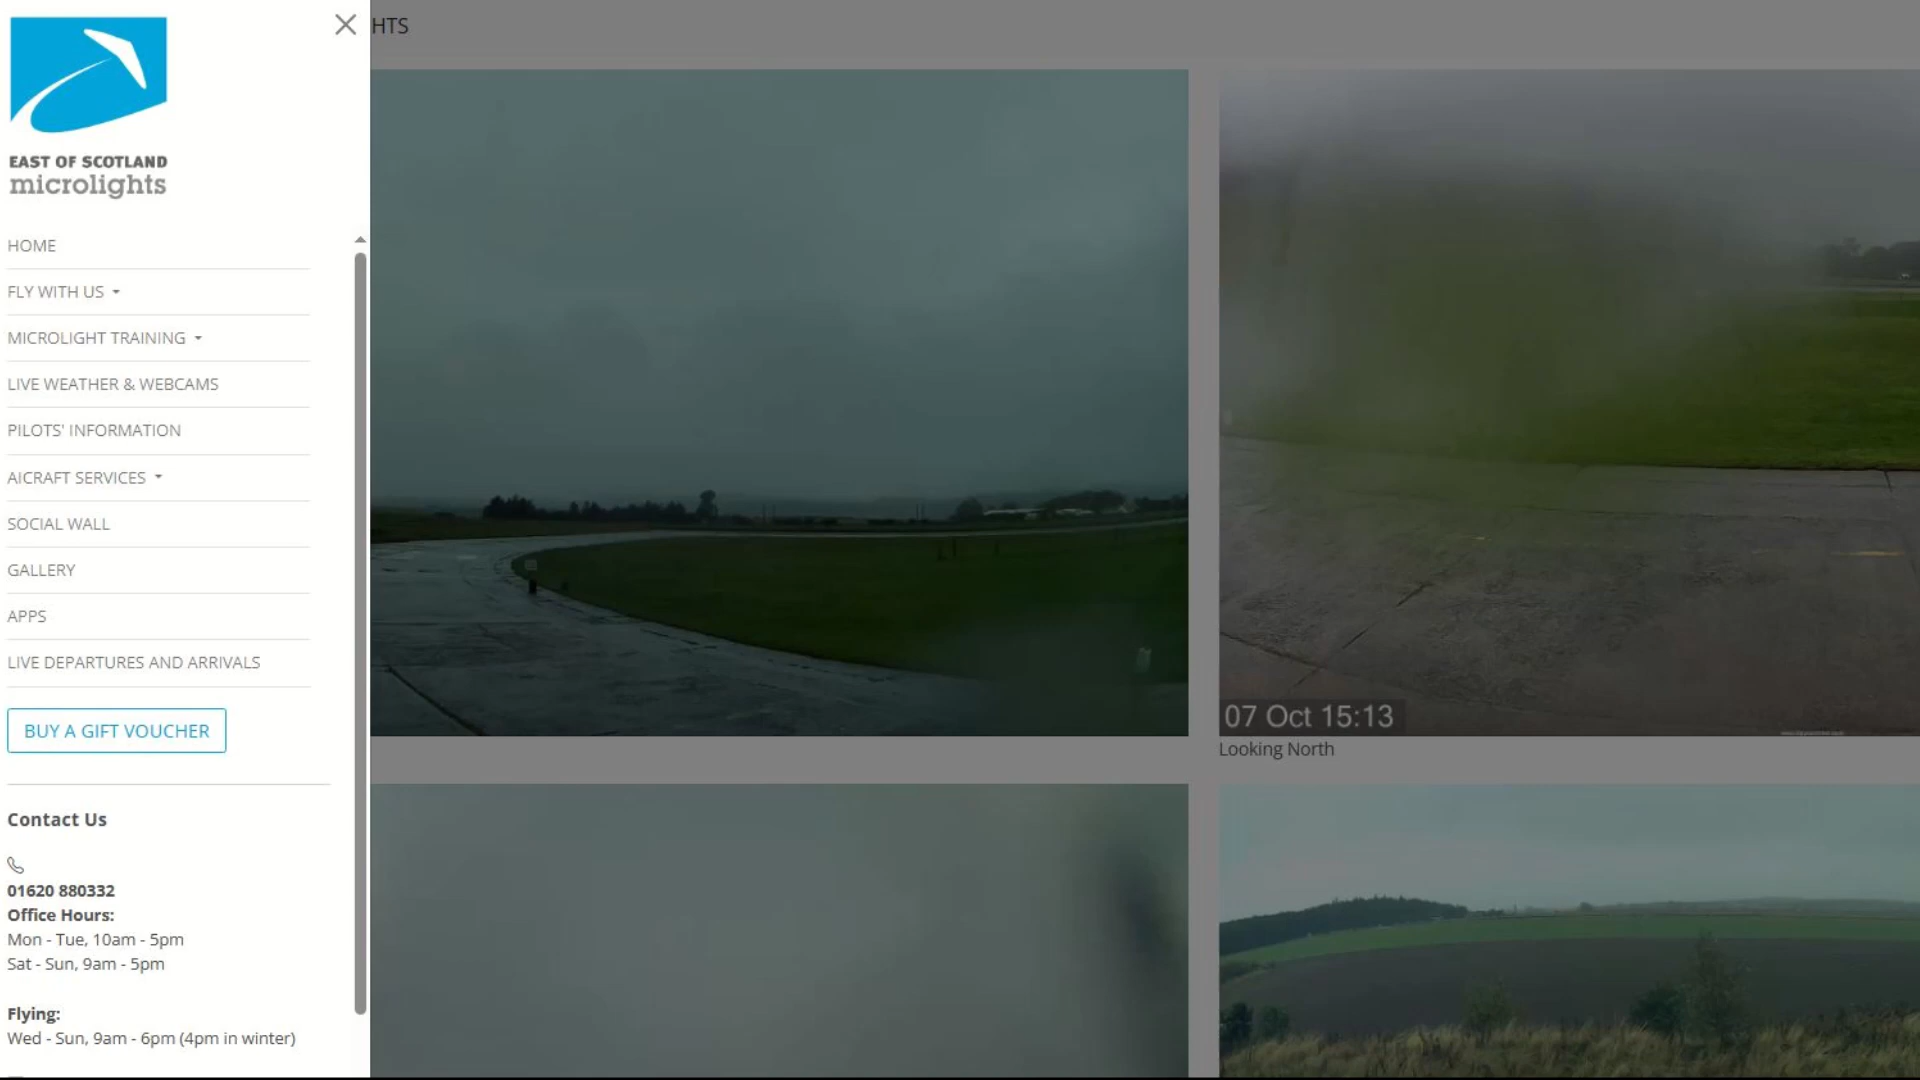 EAST OF SCOTLAND
microlights
HTS
HOME
FLY WITH US
MICROLIGHT TRAINING
LIVE WEATHER & WEBCAMS
PILOTS' INFORMATION
AICRAFT SERVICES
SOCIAL WALL
GALLERY
APPS
LIVE DEPARTURES AND ARRIVALS
BUY A GIFT VOUCHER
Contact Us
01620 880332
Office Hours:
Mon - Tue, 10am - 5pm
Sat - Sun, 9am - 5pm
Flying:
Wed - Sun, 9am - 6pm (4pm in winter)
07 Oct 15:13
Looking North